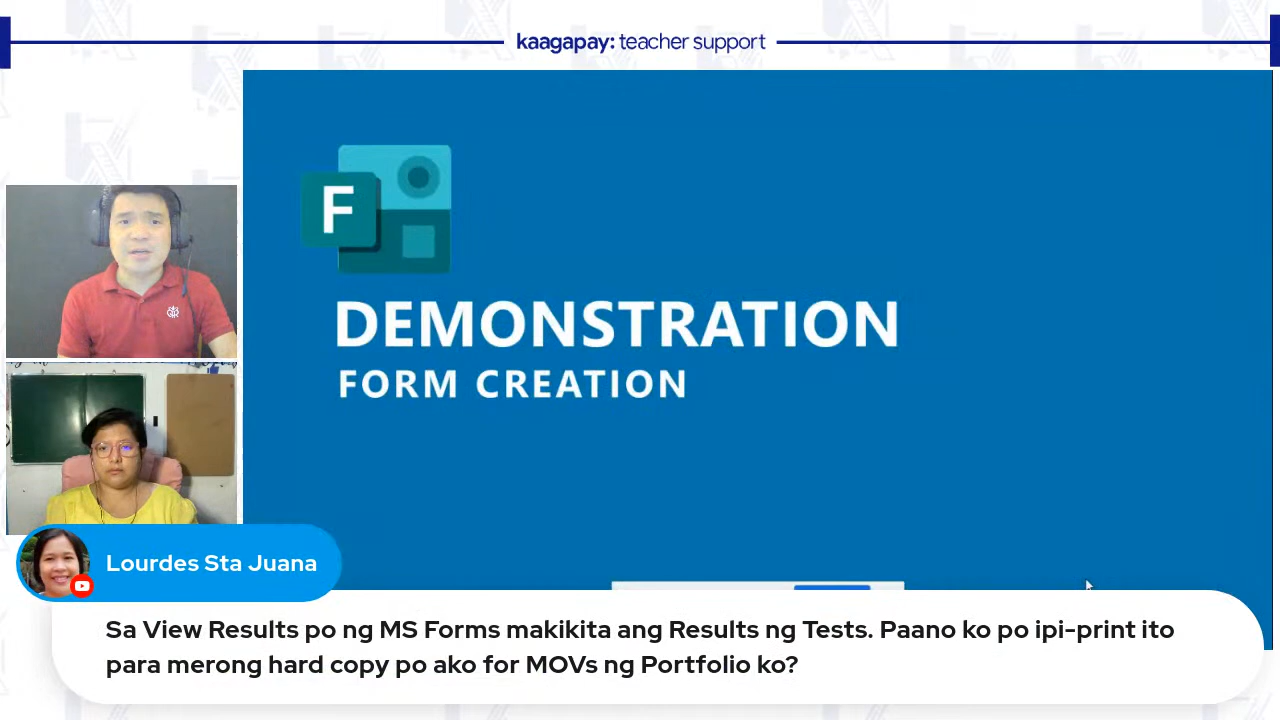 kaagapay: teacher support
F
DEMONSTRATION
FORM CREATION
Lourdes Sta Juana
Sa View Results po ng MS Forms makikita ang Results ng Tests. Paano ko po ipi-print ito
para merong hard copy po ako for MOVs ng Portfolio ko?